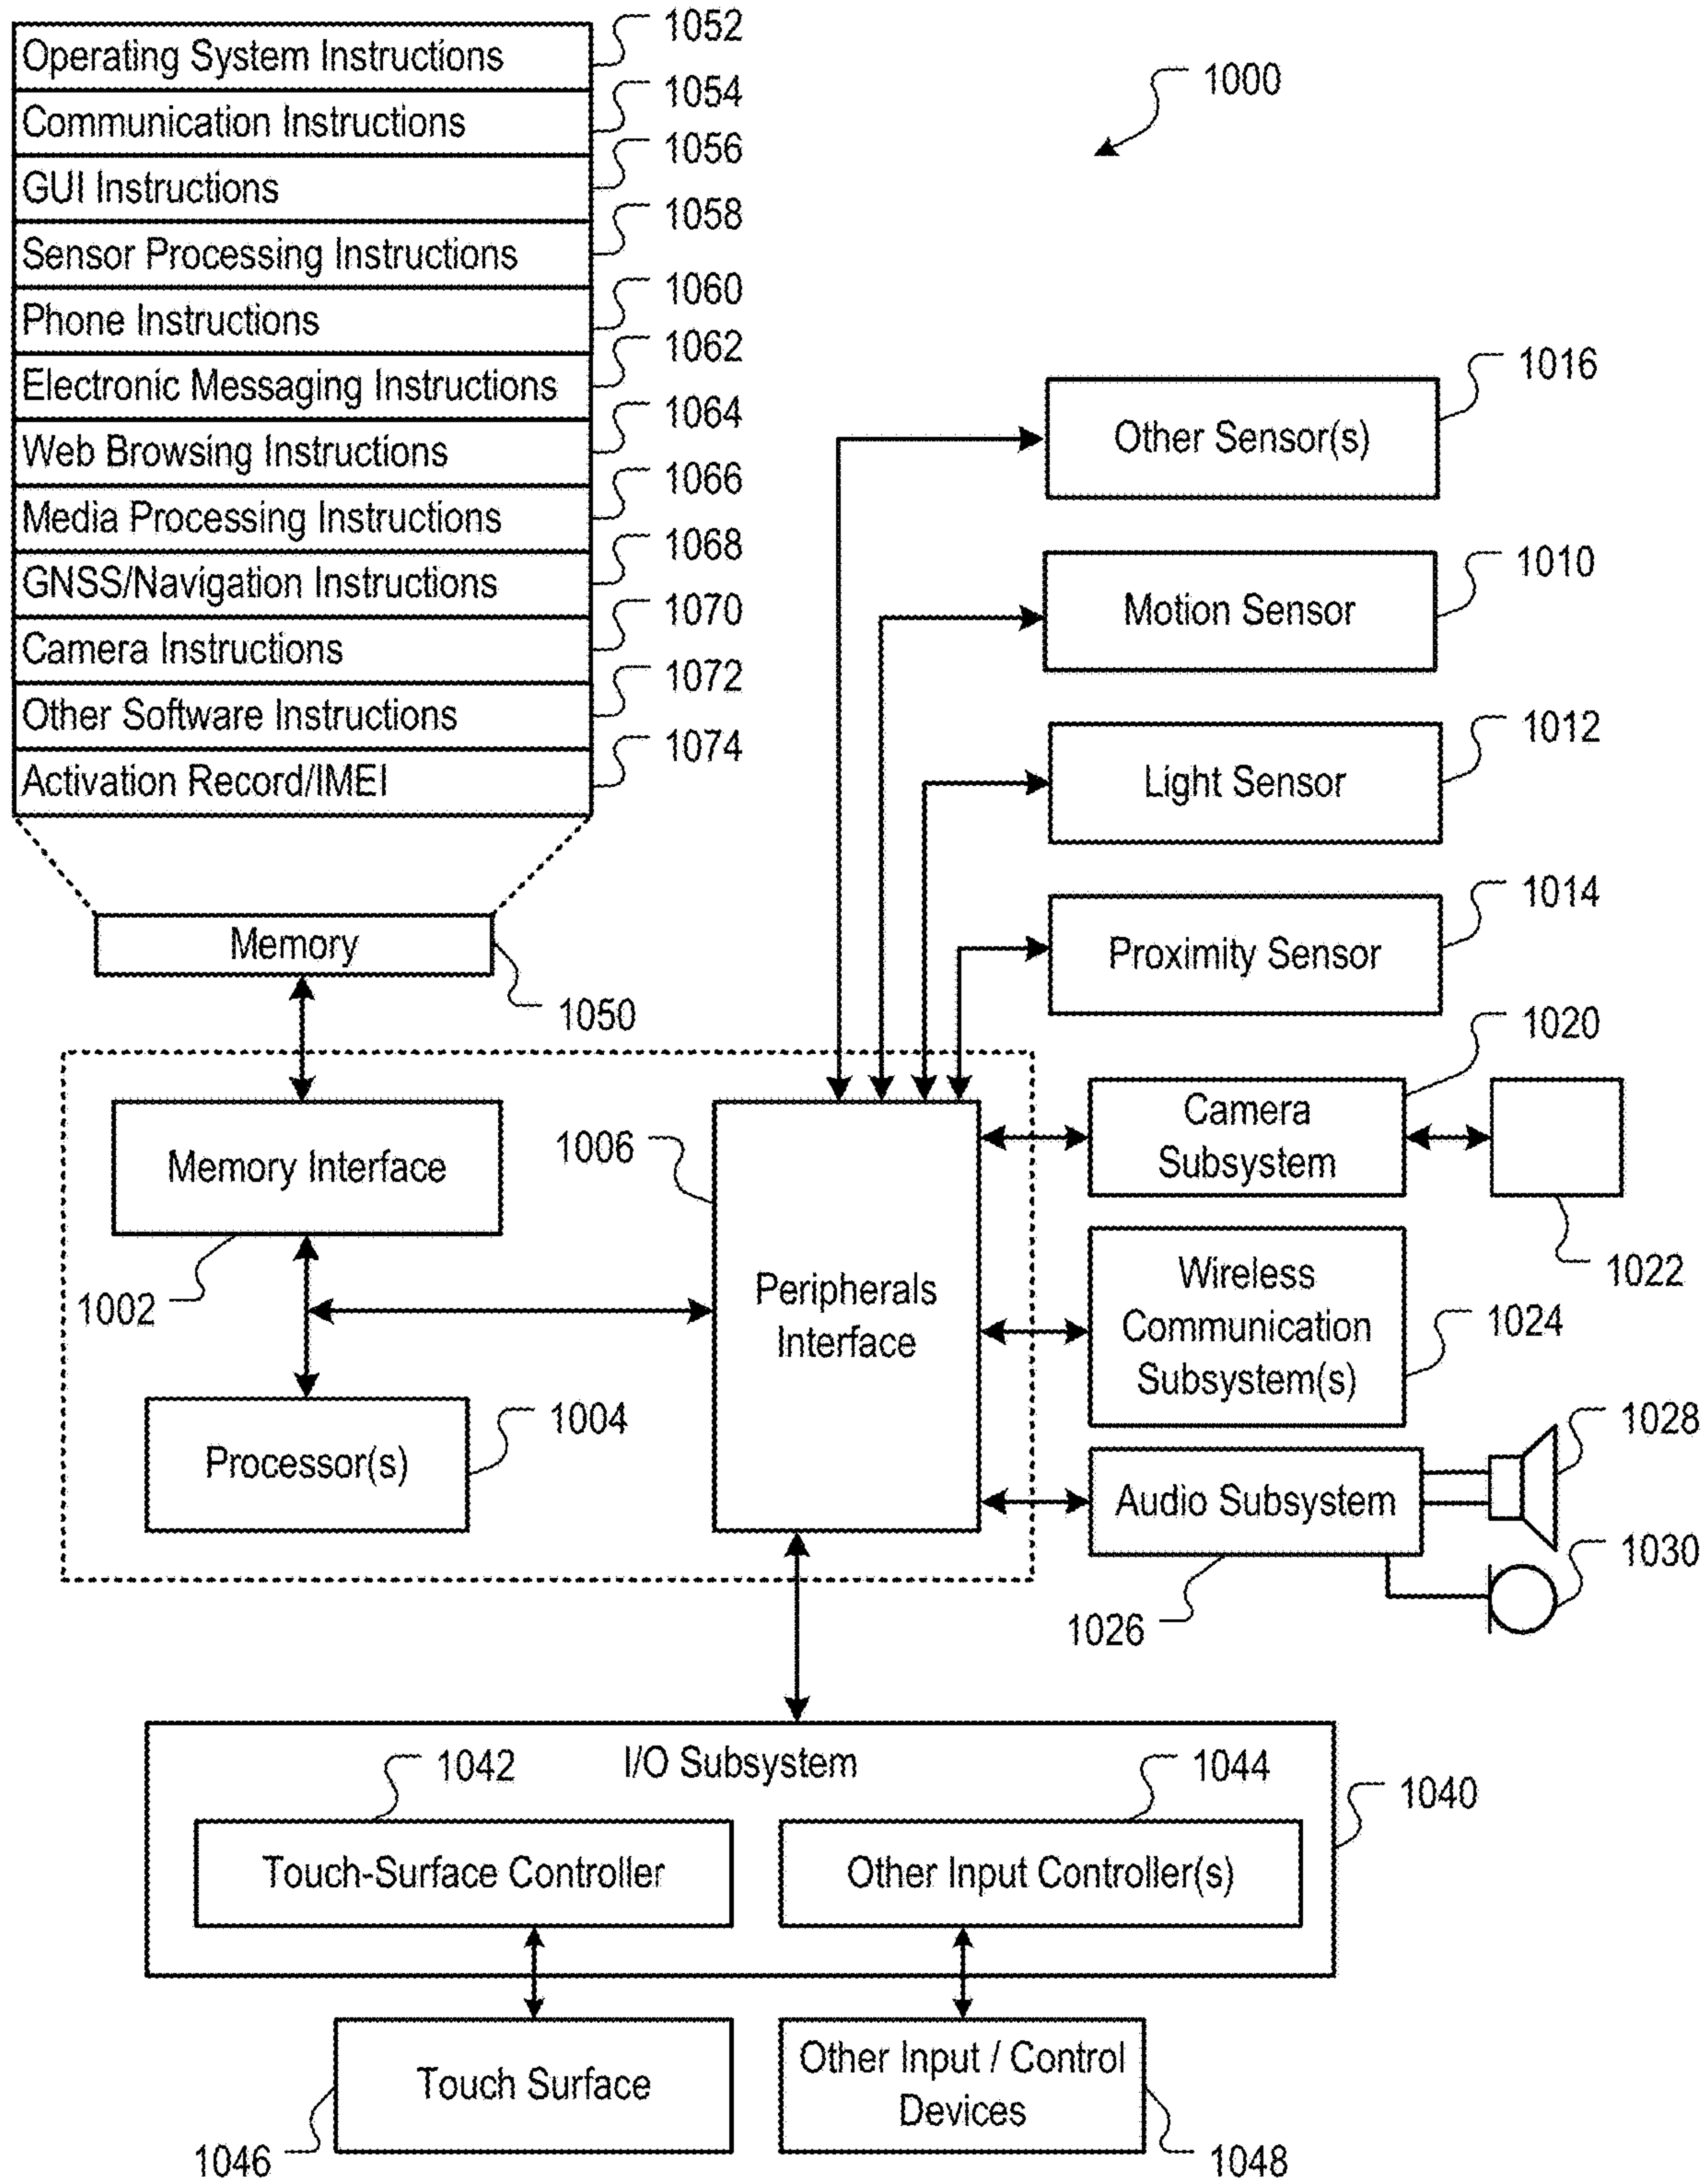 1052
Operating System Instructions
1054
Communication Instructions
1056
GUI Instructions
1058
Sensor Processing Instructions
1060
Phone Instructions
1062
Electronic Messaging Instructions
1064
Web Browsing Instructions
1066
Media Processing Instructions
1068
GNSS/Navigation Instructions
1070
Camera Instructions
1072
Other Software Instructions
1074
Activation Record/IMEI
Memory
1050
1000
1016
Other Sensor(s)
1010
Motion Sensor
1012
Light Sensor
1014
Proximity Sensor
1020
Camera
Subsystem
1022
Memory Interface
1002
1006
Peripherals
Interface
Wireless
Communication
Subsystem(s)
1024
Processor(s)
1004
Audio Subsystem
1028
1030
1026
I/O Subsystem
1042
1044
1040
Touch-Surface Controller
Other Input Controller(s)
Touch Surface
1046
Other Input / Control
Devices
1048